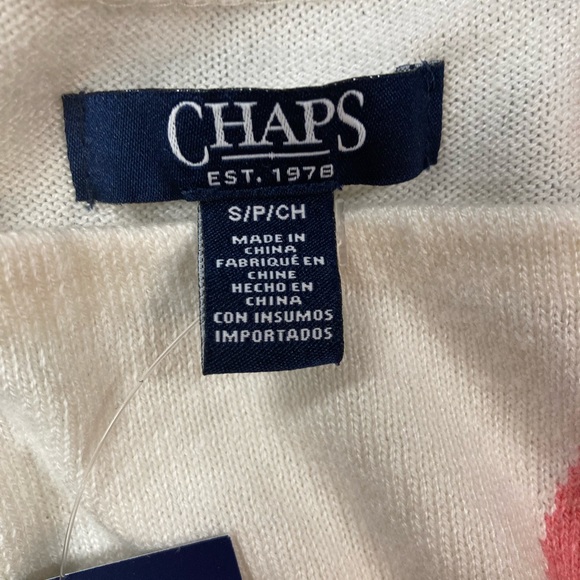 CHAPS
EST. 1978
S/P/CH
MADE IN
CHINA
FABRIQUÉ EN
CHINE
HECHO EN
CHINA
CON INSUMOS
IMPORTADOS